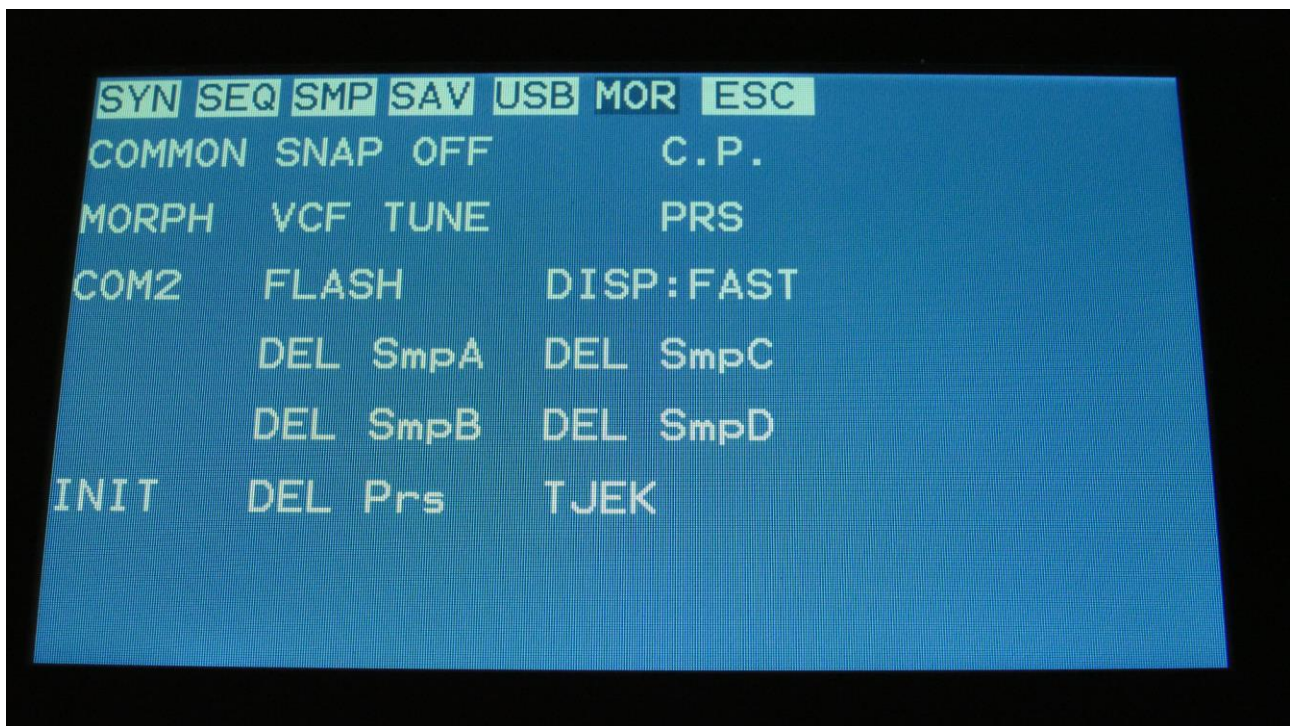 SYN SEQ SMP SAV USB MOR ESC
COMMON SNAP OFF C.P.
MORPH VCF TUNE PRS
COM2 FLASH DISP:FAST
DEL SmpA DEL SmpC
DEL SmpB DEL SmpD
INIT DEL Prs TJEK